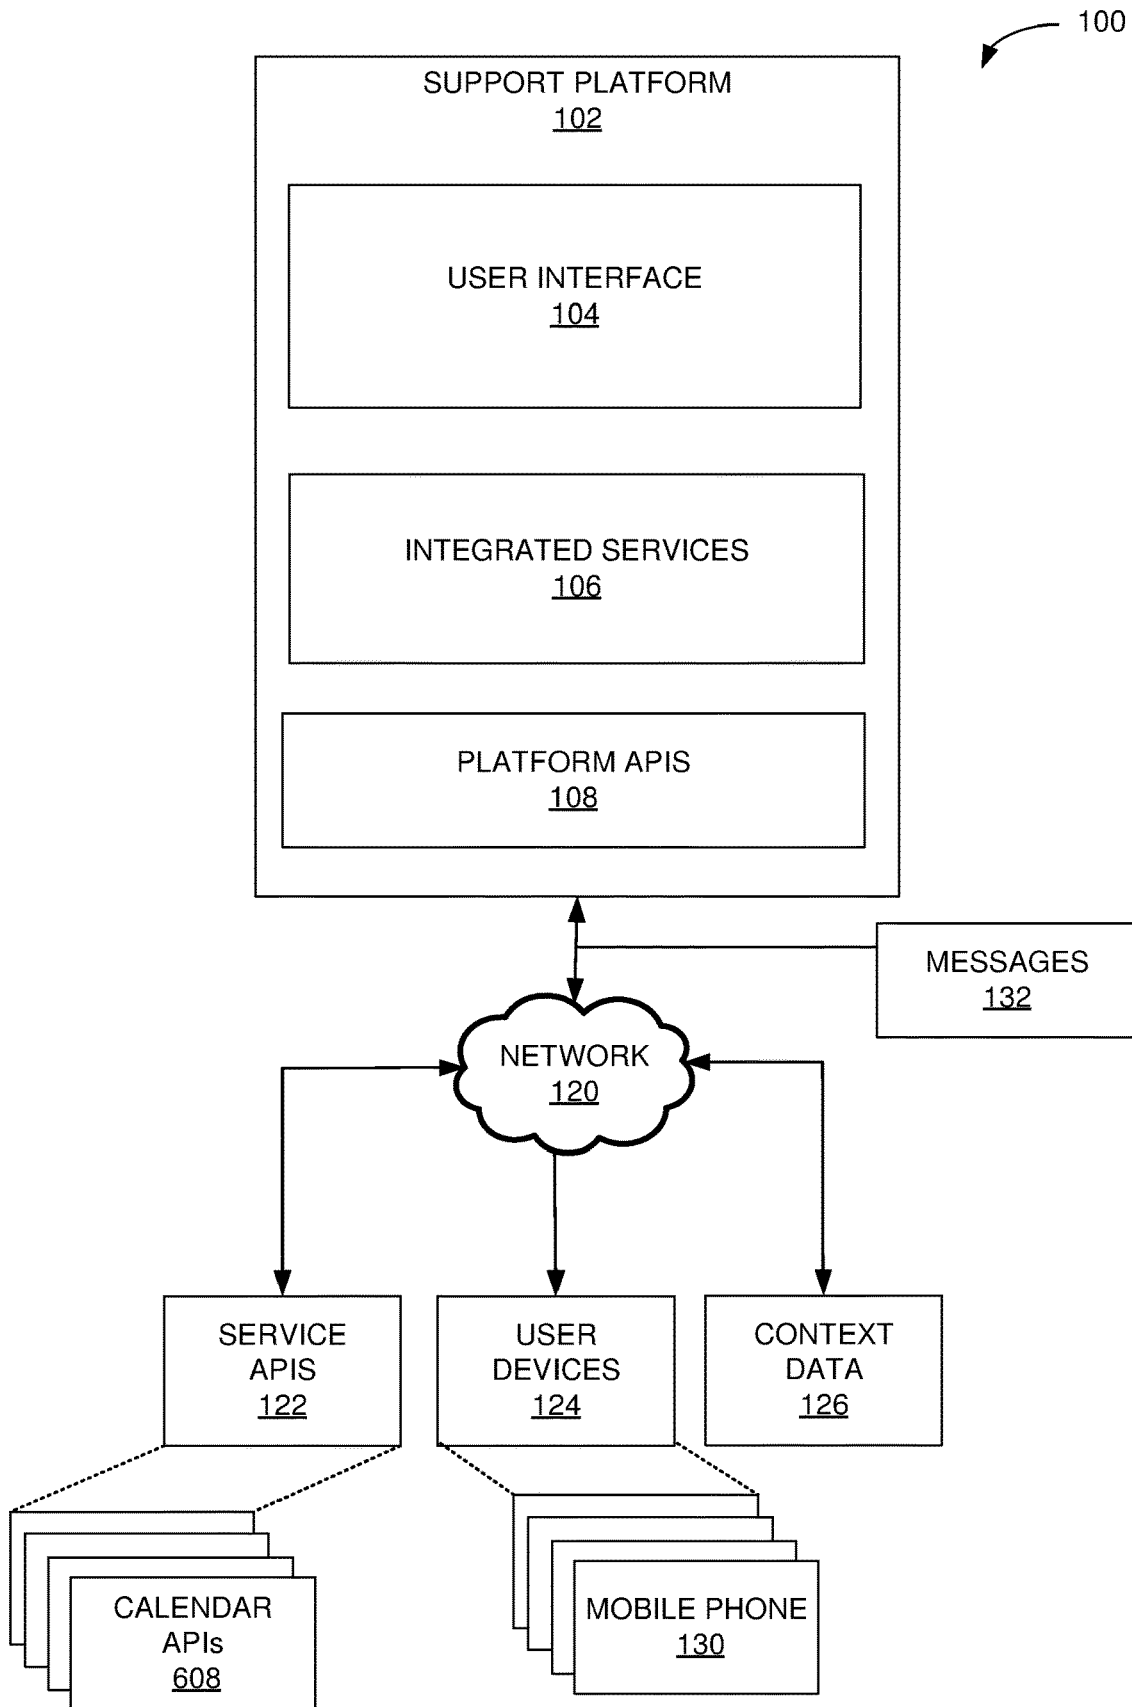 100
SUPPORT PLATFORM
102
USER INTERFACE
104
INTEGRATED SERVICES
106
PLATFORM APIS
108
MESSAGES
132
NETWORK
120
SERVICE
APIS
122
USER
DEVICES
124
CONTEXT
DATA
126
CALENDAR
APIs
608
MOBILE PHONE
130